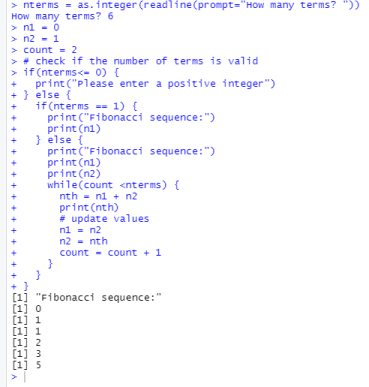 > nterms = as.integer(readline(prompt="How many terms? "))
How many terms? 6
> n1 = 0
> n2 = 1
> count = 2
> # check if the number of terms is valid
> if(nterms<= 0) {
+   print("Please enter a positive integer")
+ } else {
+   if(nterms == 1) {
+     print("Fibonacci sequence:")
+     print(n1)
+   } else {
+     print("Fibonacci sequence:")
+     print(n1)
+     print(n2)
+     while(count <nterms) {
+       nth = n1 + n2
+       print(nth)
+       # update values
+       n1 = n2
+       n2 = nth
+       count = count + 1
+     }
+   }
+ }
[1] "Fibonacci sequence:"
[1] 0
[1] 1
[1] 1
[1] 2
[1] 3
[1] 5
>